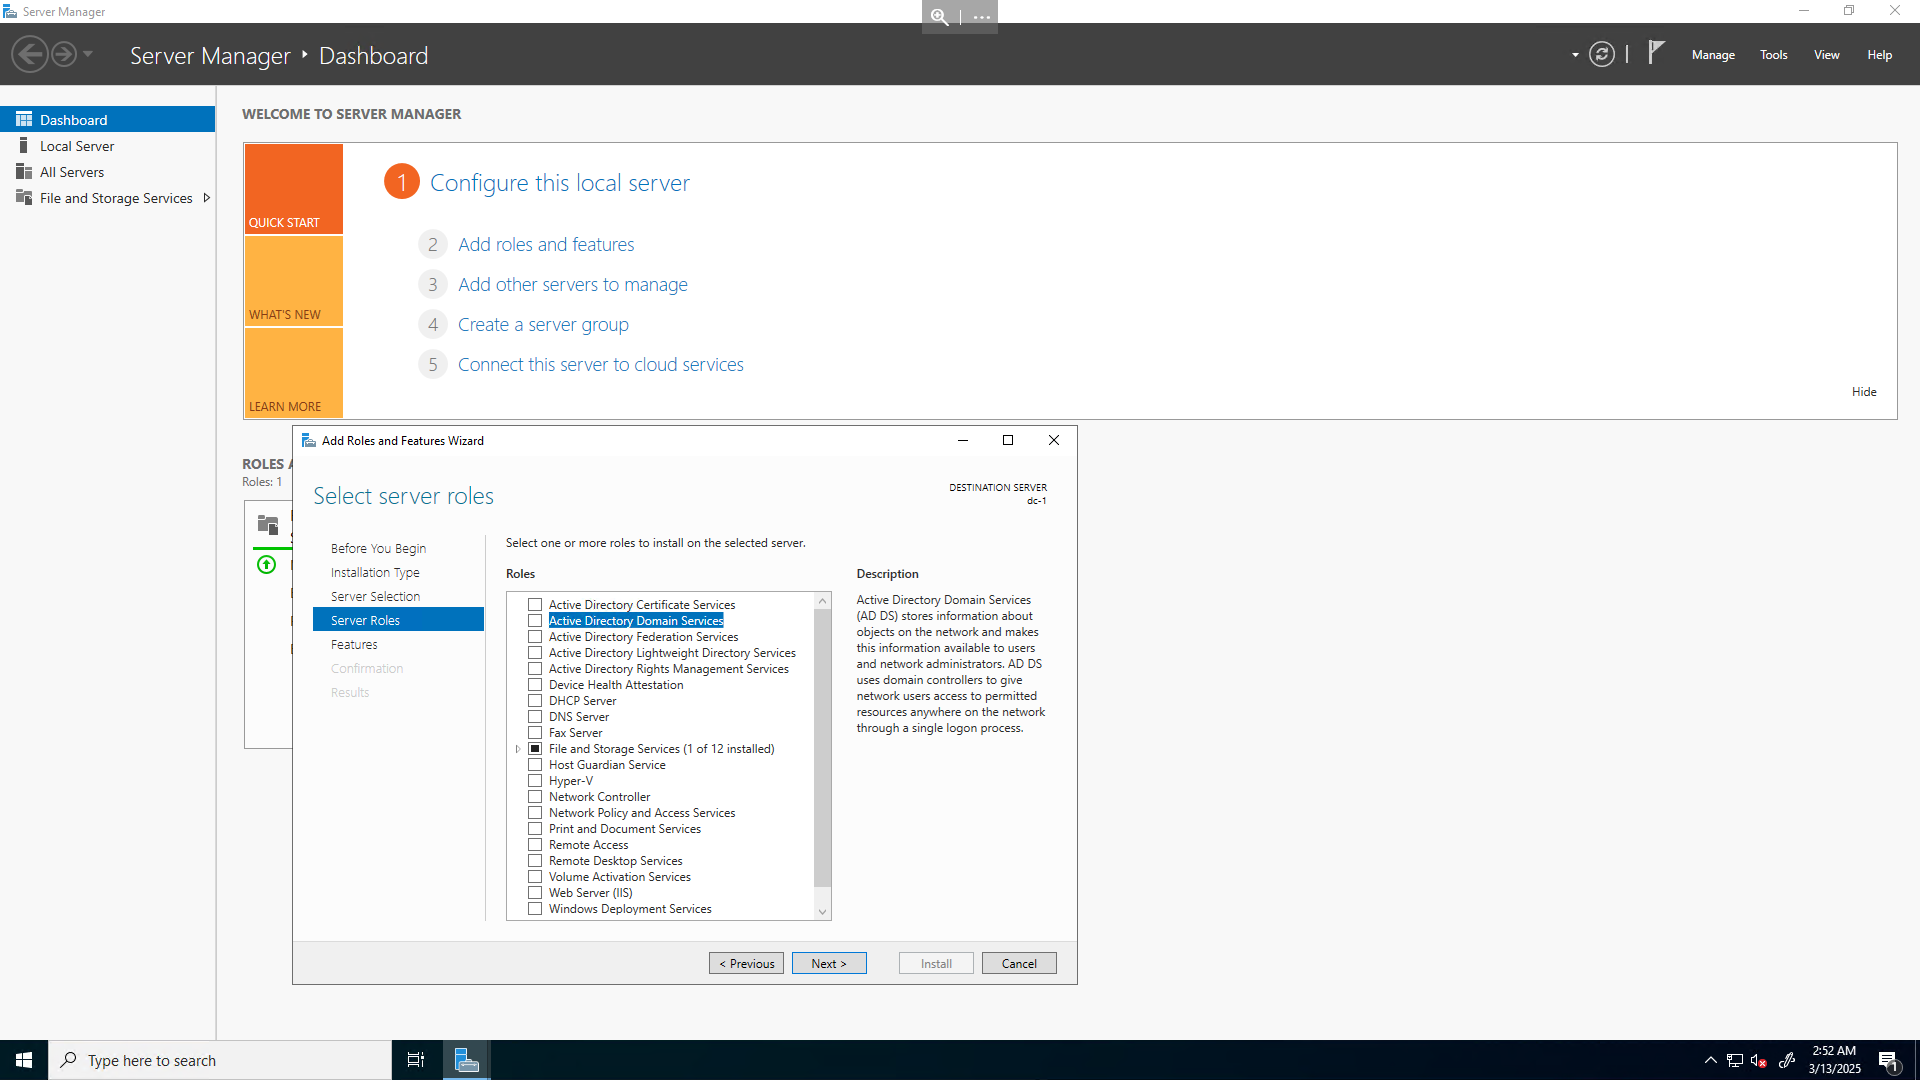 Server Manager
Server Manager ‣ Dashboard
Manage Tools View Help
Dashboard
Local Server
All Servers
File and Storage Services
WELCOME TO SERVER MANAGER
QUICK START
WHAT'S NEW
LEARN MORE
1 Configure this local server
2 Add roles and features
3 Add other servers to manage
4 Create a server group
5 Connect this server to cloud services
Hide
ROLES
Roles: 1
Add Roles and Features Wizard
Select server roles
DESTINATION SERVER
dc-1
Before You Begin
Installation Type
Server Selection
Server Roles
Features
Confirmation
Results
Select one or more roles to install on the selected server.
Roles
Active Directory Certificate Services
Active Directory Domain Services
Active Directory Federation Services
Active Directory Lightweight Directory Services
Active Directory Rights Management Services
Device Health Attestation
DHCP Server
DNS Server
Fax Server
File and Storage Services (1 of 12 installed)
Host Guardian Service
Hyper-V
Network Controller
Network Policy and Access Services
Print and Document Services
Remote Access
Remote Desktop Services
Volume Activation Services
Web Server (IIS)
Windows Deployment Services
Description
Active Directory Domain Services
(AD DS) stores information about
objects on the network and makes
this information available to users
and network administrators. AD DS
uses domain controllers to give
network users access to permitted
resources anywhere on the network
through a single logon process.
< Previous
Next >
Install
Cancel
Type here to search
2:52 AM
3/13/2025
1